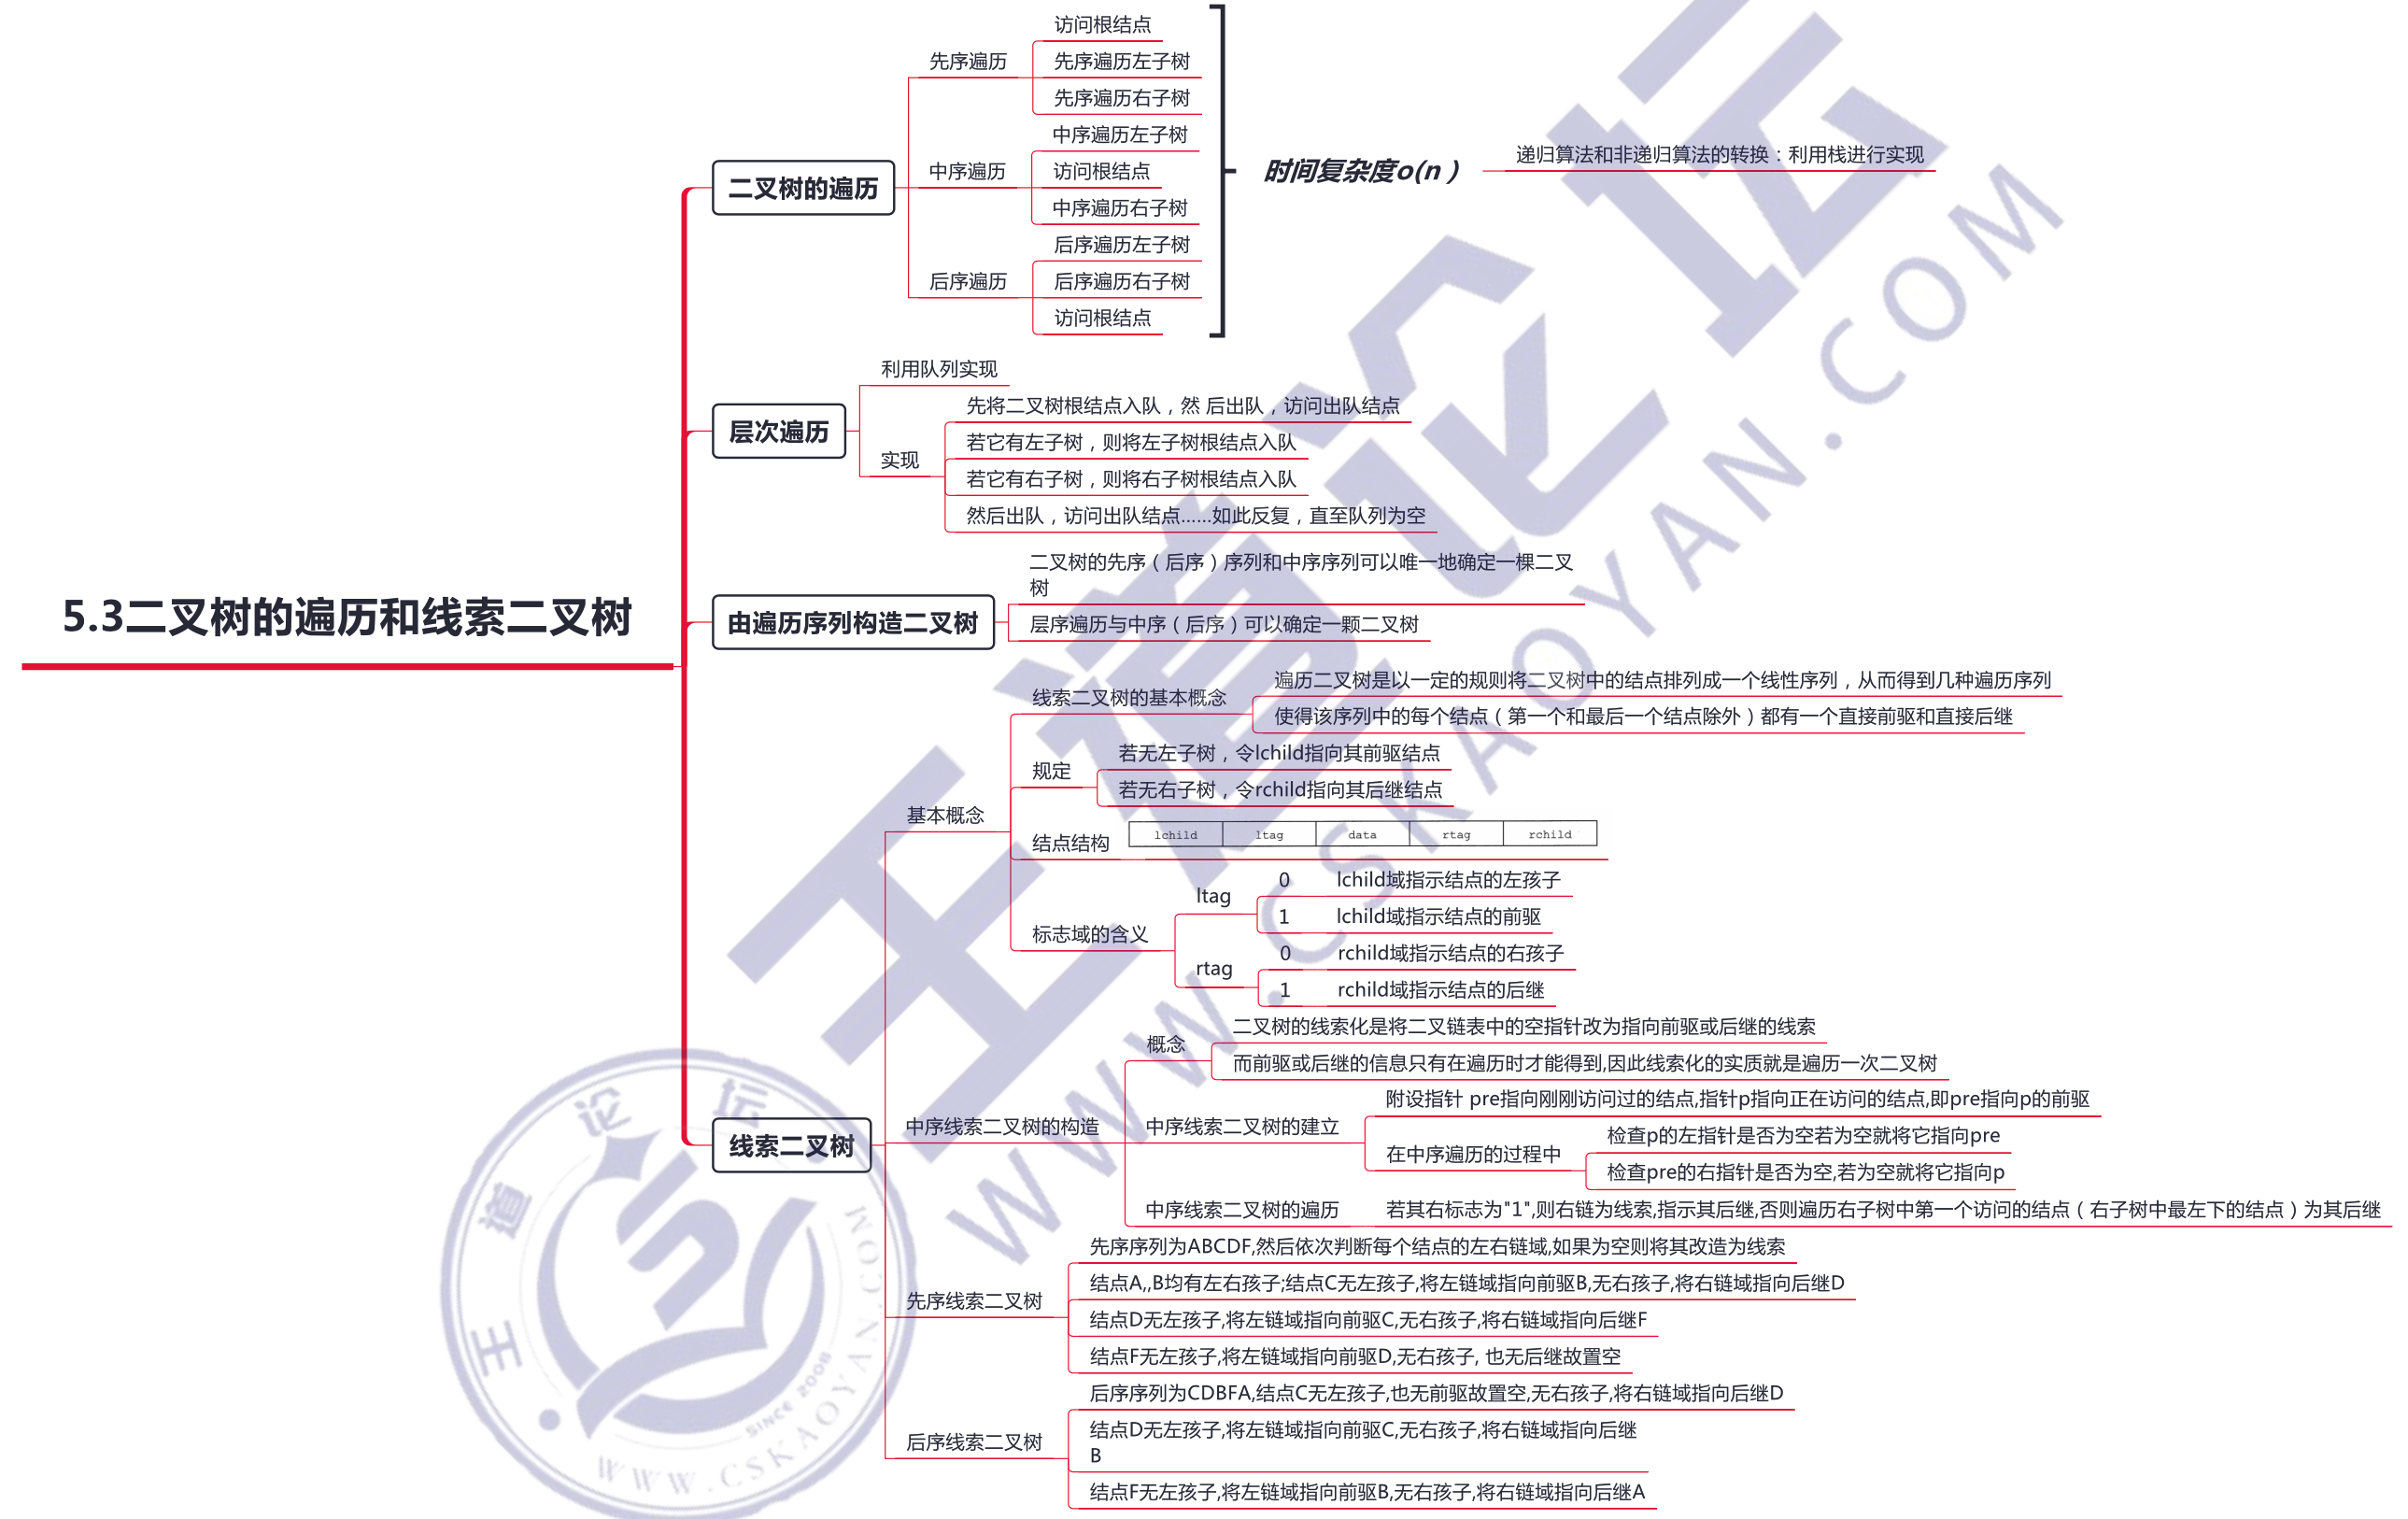 5.3二叉树的遍历和线索二叉树
二叉树的遍历
先序遍历
访问根结点
先序遍历左子树
先序遍历右子树
中序遍历
中序遍历左子树
访问根结点
中序遍历右子树
后序遍历
后序遍历左子树
后序遍历右子树
访问根结点
时间复杂度o(n）
递归算法和非递归算法的转换：利用栈进行实现
层次遍历
利用队列实现
实现
先将二叉树根结点入队，然 后出队，访问出队结点
若它有左子树，则将左子树根结点入队
若它有右子树，则将右子树根结点入队
然后出队，访问出队结点……如此反复，直至队列为空
由遍历序列构造二叉树
二叉树的先序（后序）序列和中序序列可以唯一地确定一棵二叉
树
层序遍历与中序（后序）可以确定一颗二叉树
线索二叉树
基本概念
线索二叉树的基本概念
遍历二叉树是以一定的规则将二叉树中的结点排列成一个线性序列，从而得到几种遍历序列
使得该序列中的每个结点（第一个和最后一个结点除外）都有一个直接前驱和直接后继
规定
若无左子树，令lchild指向其前驱结点
若无右子树，令rchild指向其后继结点
结点结构
lchild ltag data rtag rchild
标志域的含义
ltag
0 lchild域指示结点的左孩子
1 lchild域指示结点的前驱
rtag
0 rchild域指示结点的右孩子
1 rchild域指示结点的后继
中序线索二叉树的构造
概念
二叉树的线索化是将二叉链表中的空指针改为指向前驱或后继的线索
而前驱或后继的信息只有在遍历时才能得到,因此线索化的实质就是遍历一次二叉树
中序线索二叉树的建立
附设指针 pre指向刚刚访问过的结点,指针p指向正在访问的结点,即pre指向p的前驱
在中序遍历的过程中
检查p的左指针是否为空若为空就将它指向pre
检查pre的右指针是否为空,若为空就将它指向p
中序线索二叉树的遍历
若其右标志为"1",则右链为线索,指示其后继,否则遍历右子树中第一个访问的结点（右子树中最左下的结点）为其后继
先序线索二叉树
先序序列为ABCDF,然后依次判断每个结点的左右链域,如果为空则将其改造为线索
结点A,,B均有左右孩子;结点C无左孩子,将左链域指向前驱B,无右孩子,将右链域指向后继D
结点D无左孩子,将左链域指向前驱C,无右孩子,将右链域指向后继F
结点F无左孩子,将左链域指向前驱D,无右孩子, 也无后继故置空
后序线索二叉树
后序序列为CDBFA,结点C无左孩子,也无前驱故置空,无右孩子,将右链域指向后继D
结点D无左孩子,将左链域指向前驱C,无右孩子,将右链域指向后继
B
结点F无左孩子,将左链域指向前驱B,无右孩子,将右链域指向后继A
王道论坛
WWW.CSKAOYAN.COM
王道论坛
SINCE 2008
WWW.CSKAOYAN.COM